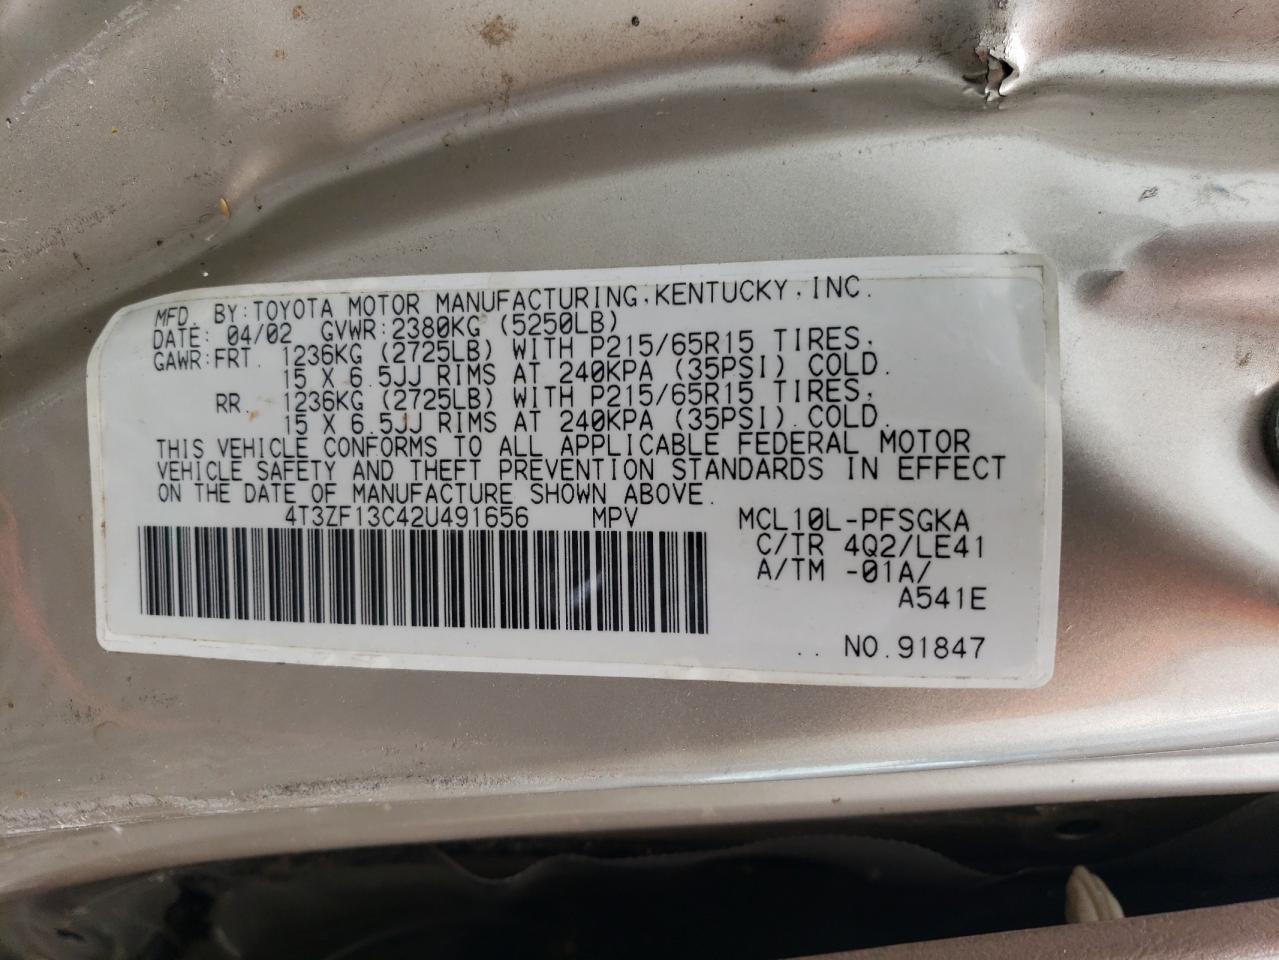 MFD. BY:TOYOTA MOTOR MANUFACTURING,KENTUCKY,INC.
DATE: 04/02 GVWR:2380KG (5250LB)
GAWR:FRT. 1236KG (2725LB) WITH P215/65R15 TIRES,
15 X 6.5JJ RIMS AT 240KPA (35PSI) COLD.
RR. 1236KG (2725LB) WITH P215/65R15 TIRES,
15 X 6.5JJ RIMS AT 240KPA (35PSI) COLD.
THIS VEHICLE CONFORMS TO ALL APPLICABLE FEDERAL MOTOR
VEHICLE SAFETY AND THEFT PREVENTION STANDARDS IN EFFECT
ON THE DATE OF MANUFACTURE SHOWN ABOVE.
4T3ZF13C42U491656 MPV MCL10L-PFSGKA
C/TR 4Q2/LE41
A/TM -01A/
A541E
.. NO.91847